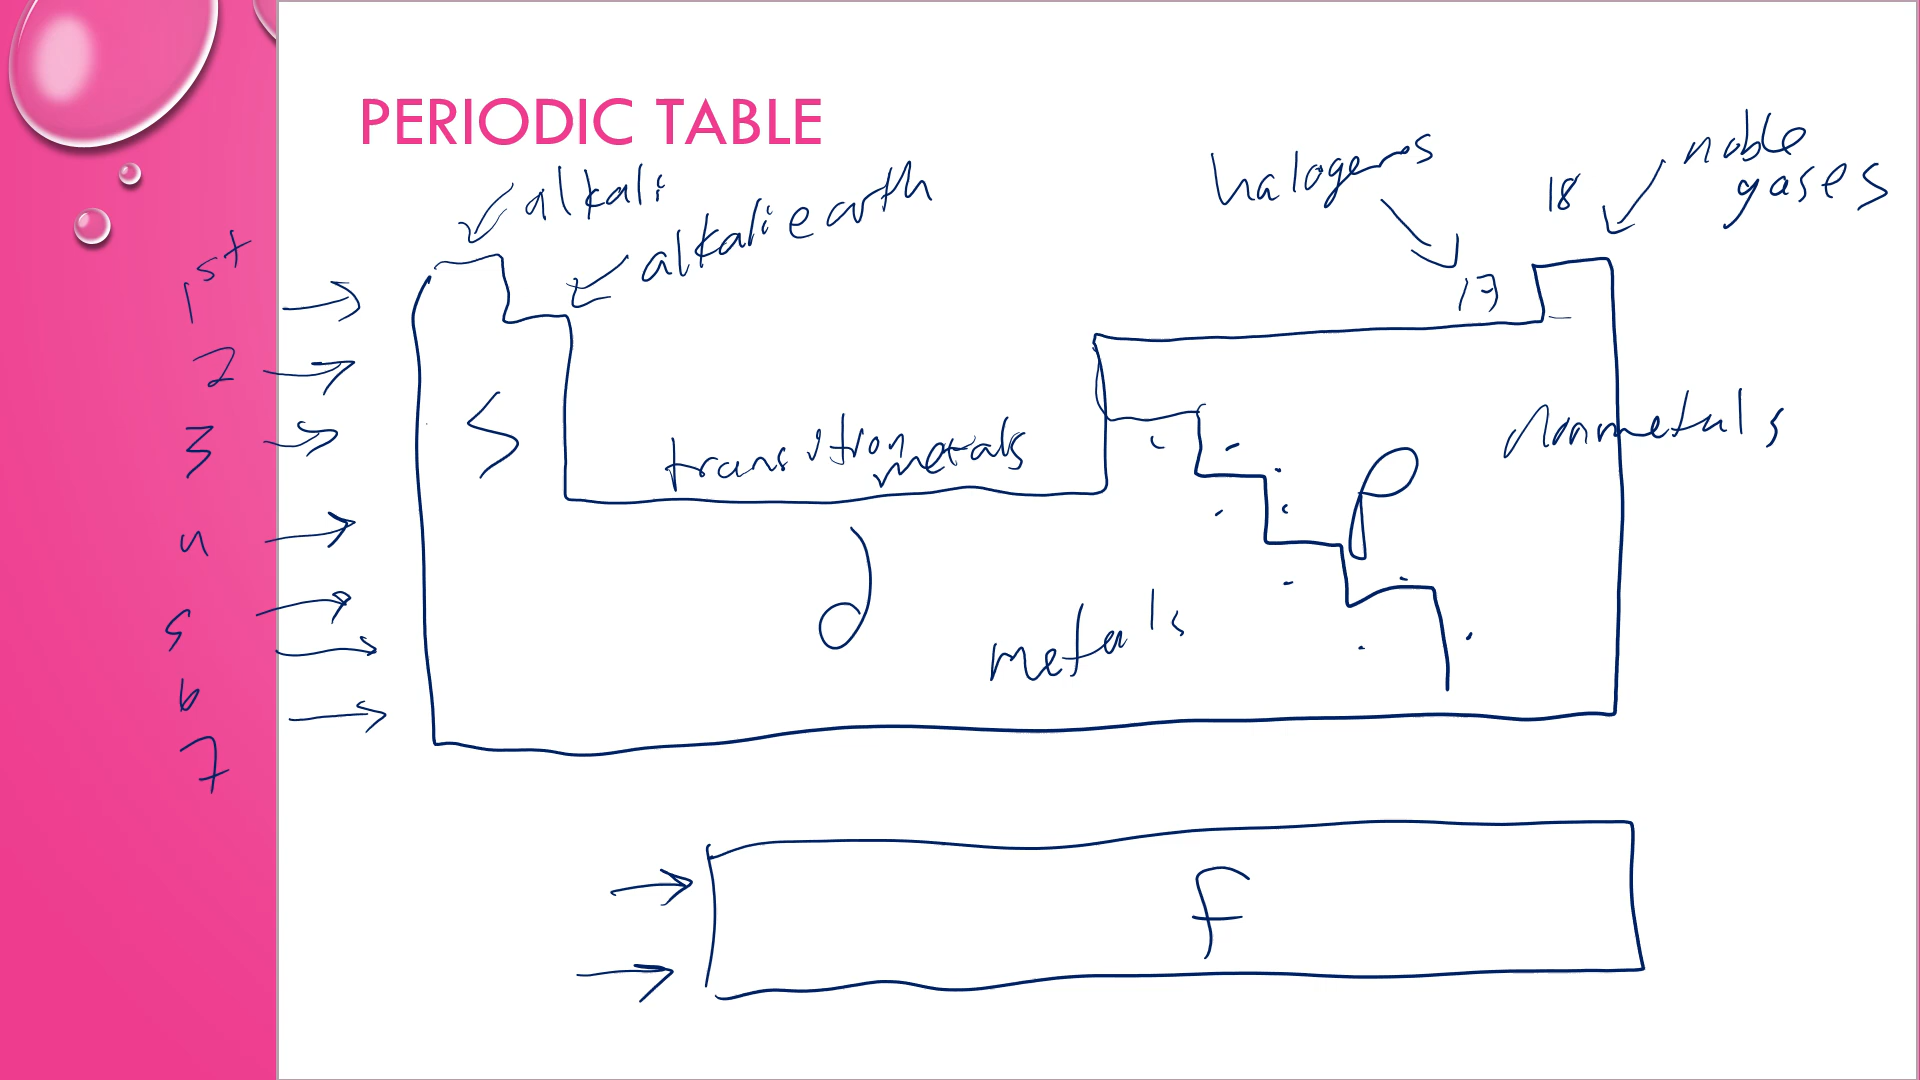 PERIODIC TABLE
alkali
alkali earth
halogens
noble
gases
18
17
1st
2
3
4
5
6
7
S
transition
metals
d
p
nonmetals
metals
f